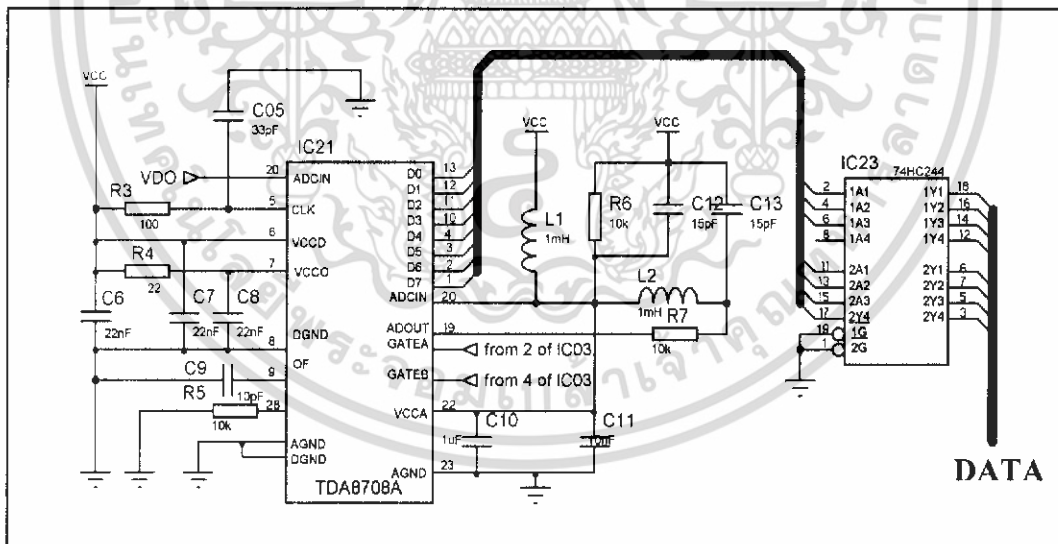 VCC
C05
33pF
IC21
VDO
20
ADCIN
R3
100
5
CLK
6
VCCD
R4
22
7
VCCO
C6
22nF
C7
22nF
C8
22nF
8
DGND
OF
C9
10pF
9
R5
10k
28
AGND
DGND
TDA8708A
D0
13
D1
12
D2
11
D3
10
D4
4
D5
3
D6
2
D7
1
ADCIN
20
ADOUT
19
GATEA
from 2 of IC03
GATEB
from 4 of IC03
VCCA
22
AGND
23
C10
1uF
C11
VCC
L1
1mH
VCC
R6
10k
C12
15pF
C13
15pF
L2
1mH
R7
10k
IC23
74HC244
2
1A1
1Y1
18
4
1A2
1Y2
16
6
1A3
1Y3
14
8
1A4
1Y4
12
11
2A1
2Y1
6
13
2A2
2Y2
7
15
2A3
2Y3
5
17
2Y4
2Y4
3
19
1G
1
2G
DATA